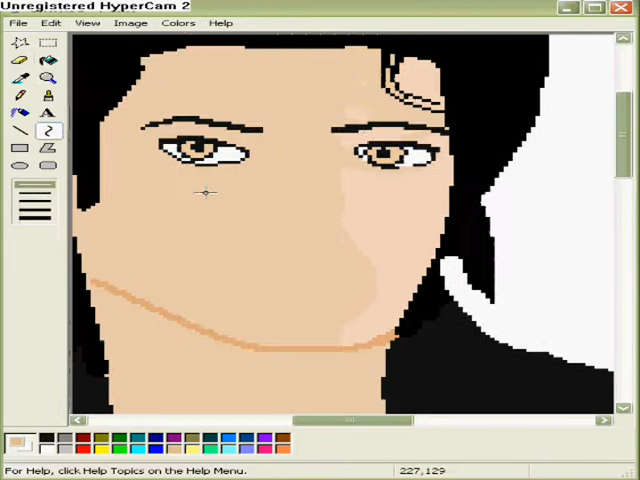 Unregistered HyperCam 2
File Edit View Image Colors Help
A
For Help, click Help Topics on the Help Menu.
227,129